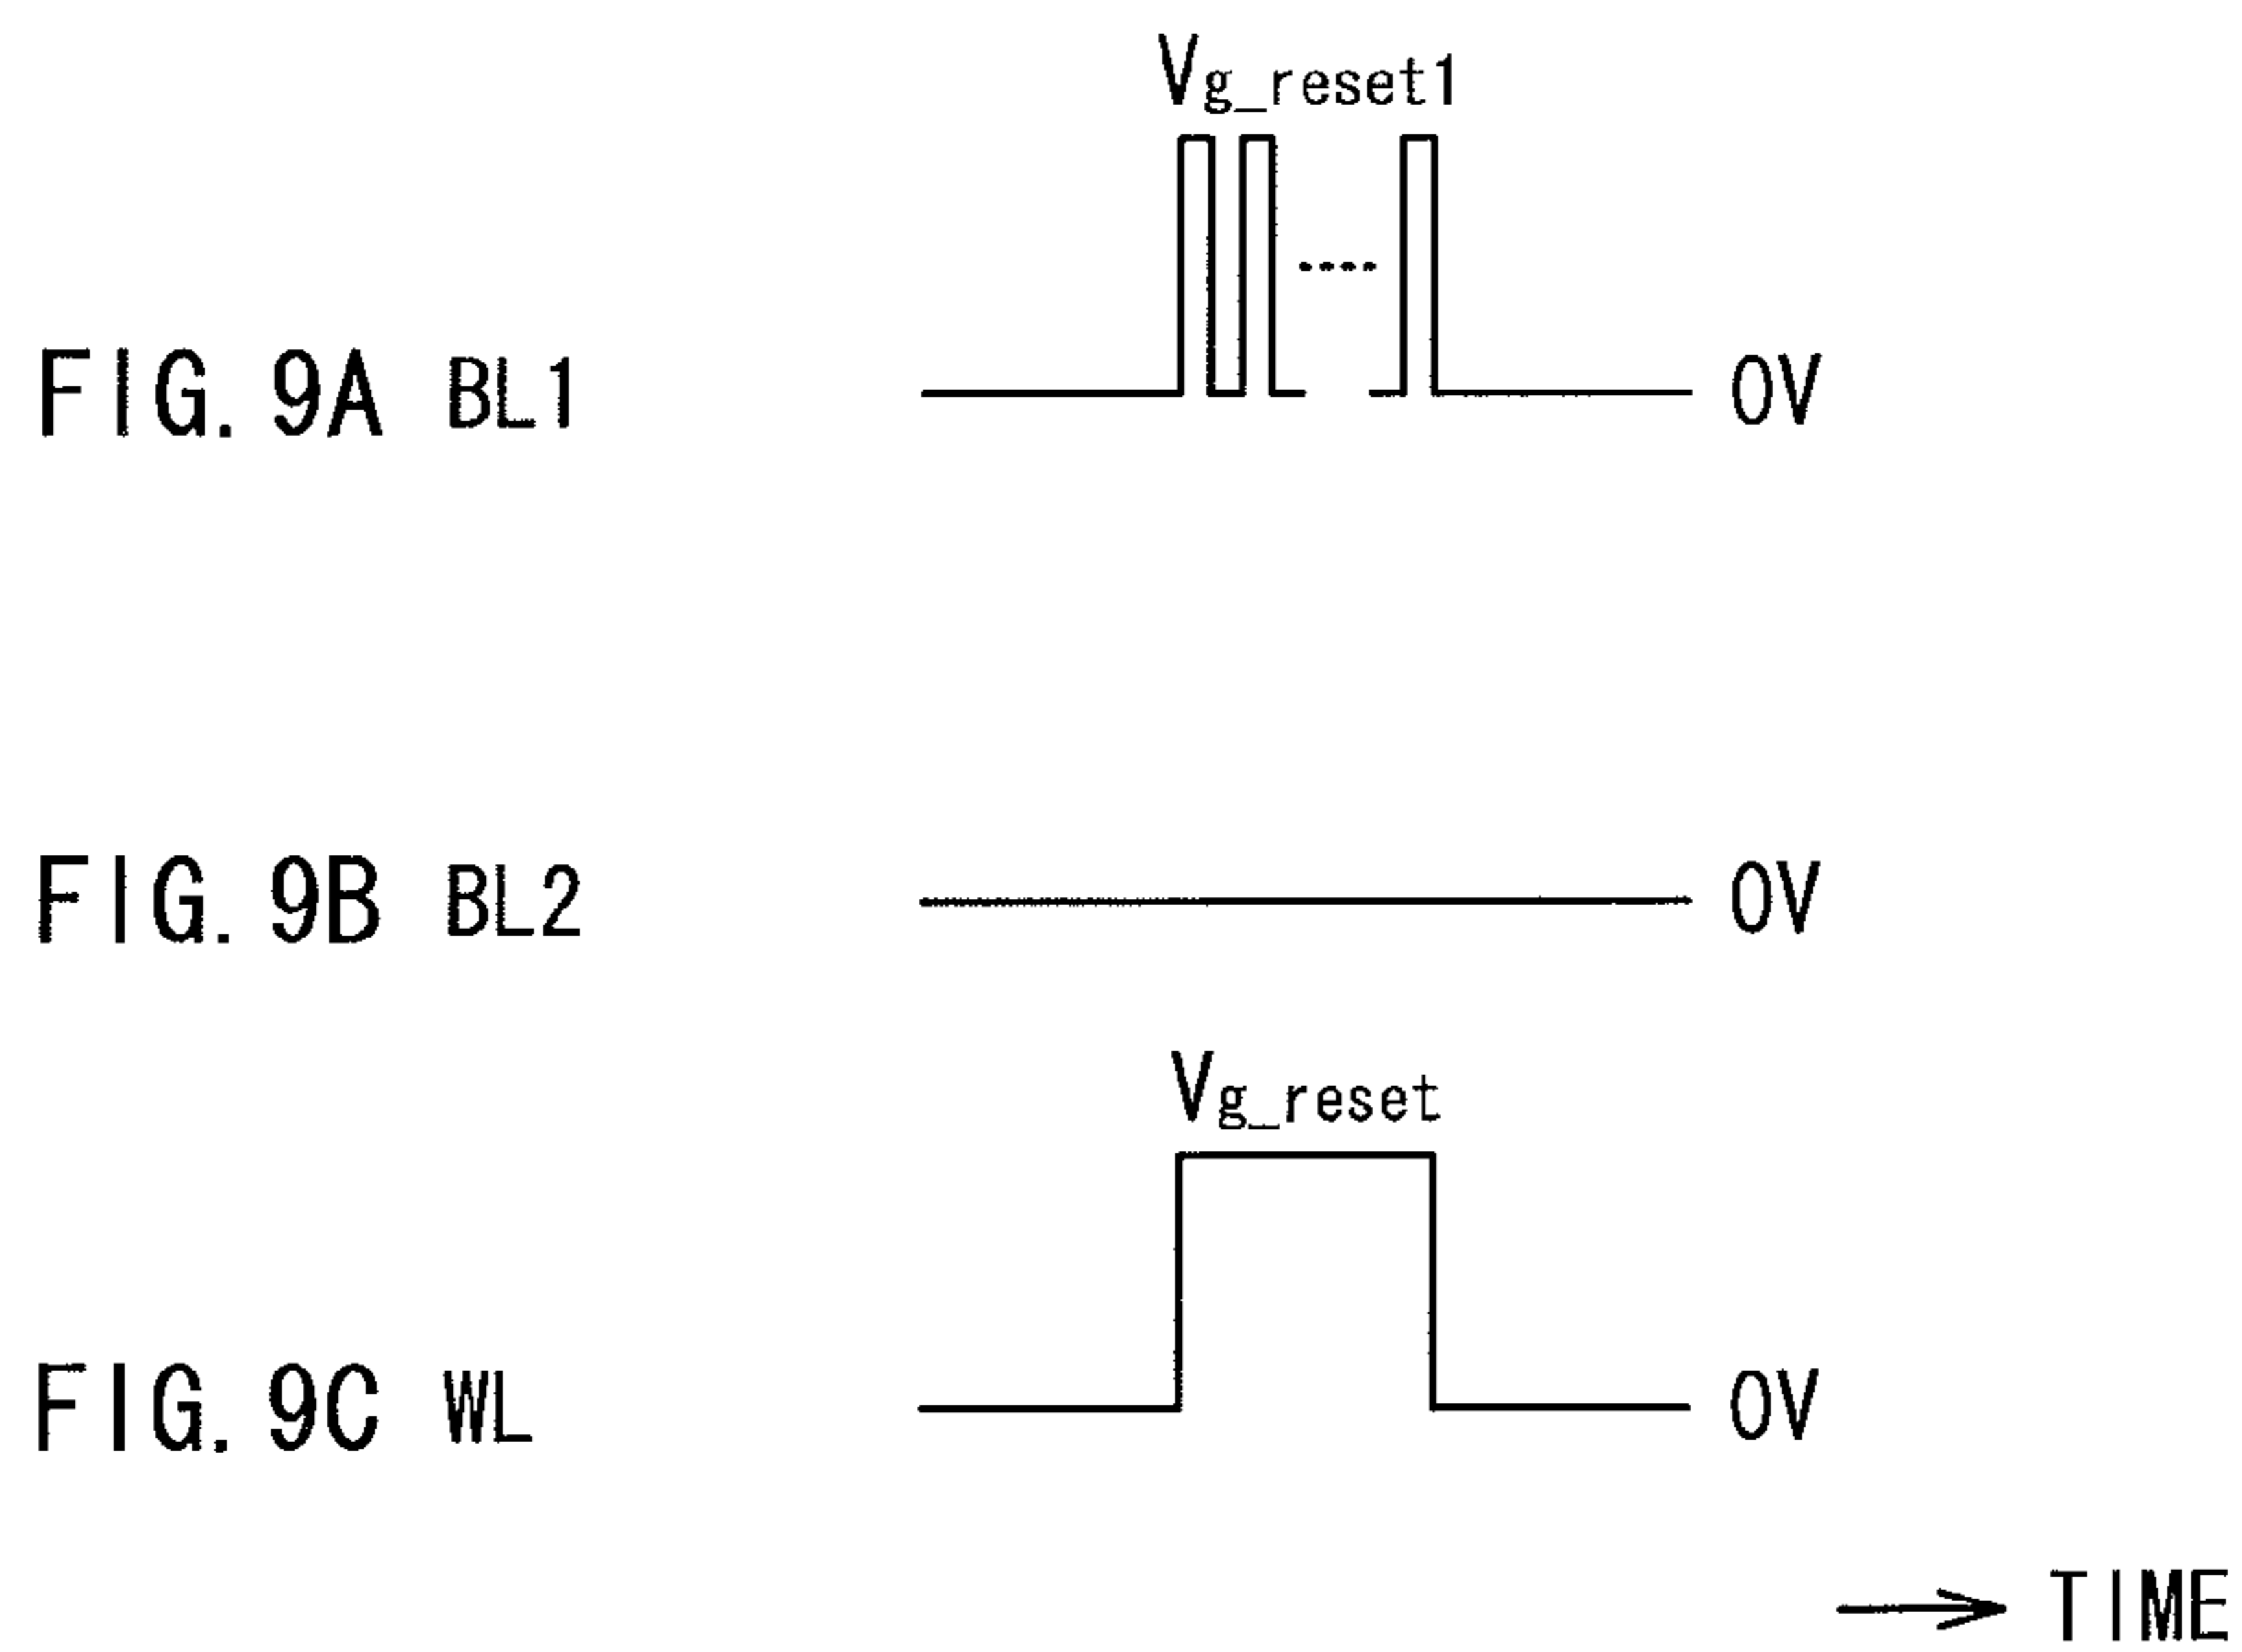 Vg_reset1
FIG. 9A BL1 0V
FIG. 9B BL2 0V
Vg_reset
FIG. 9C WL 0V
TIME